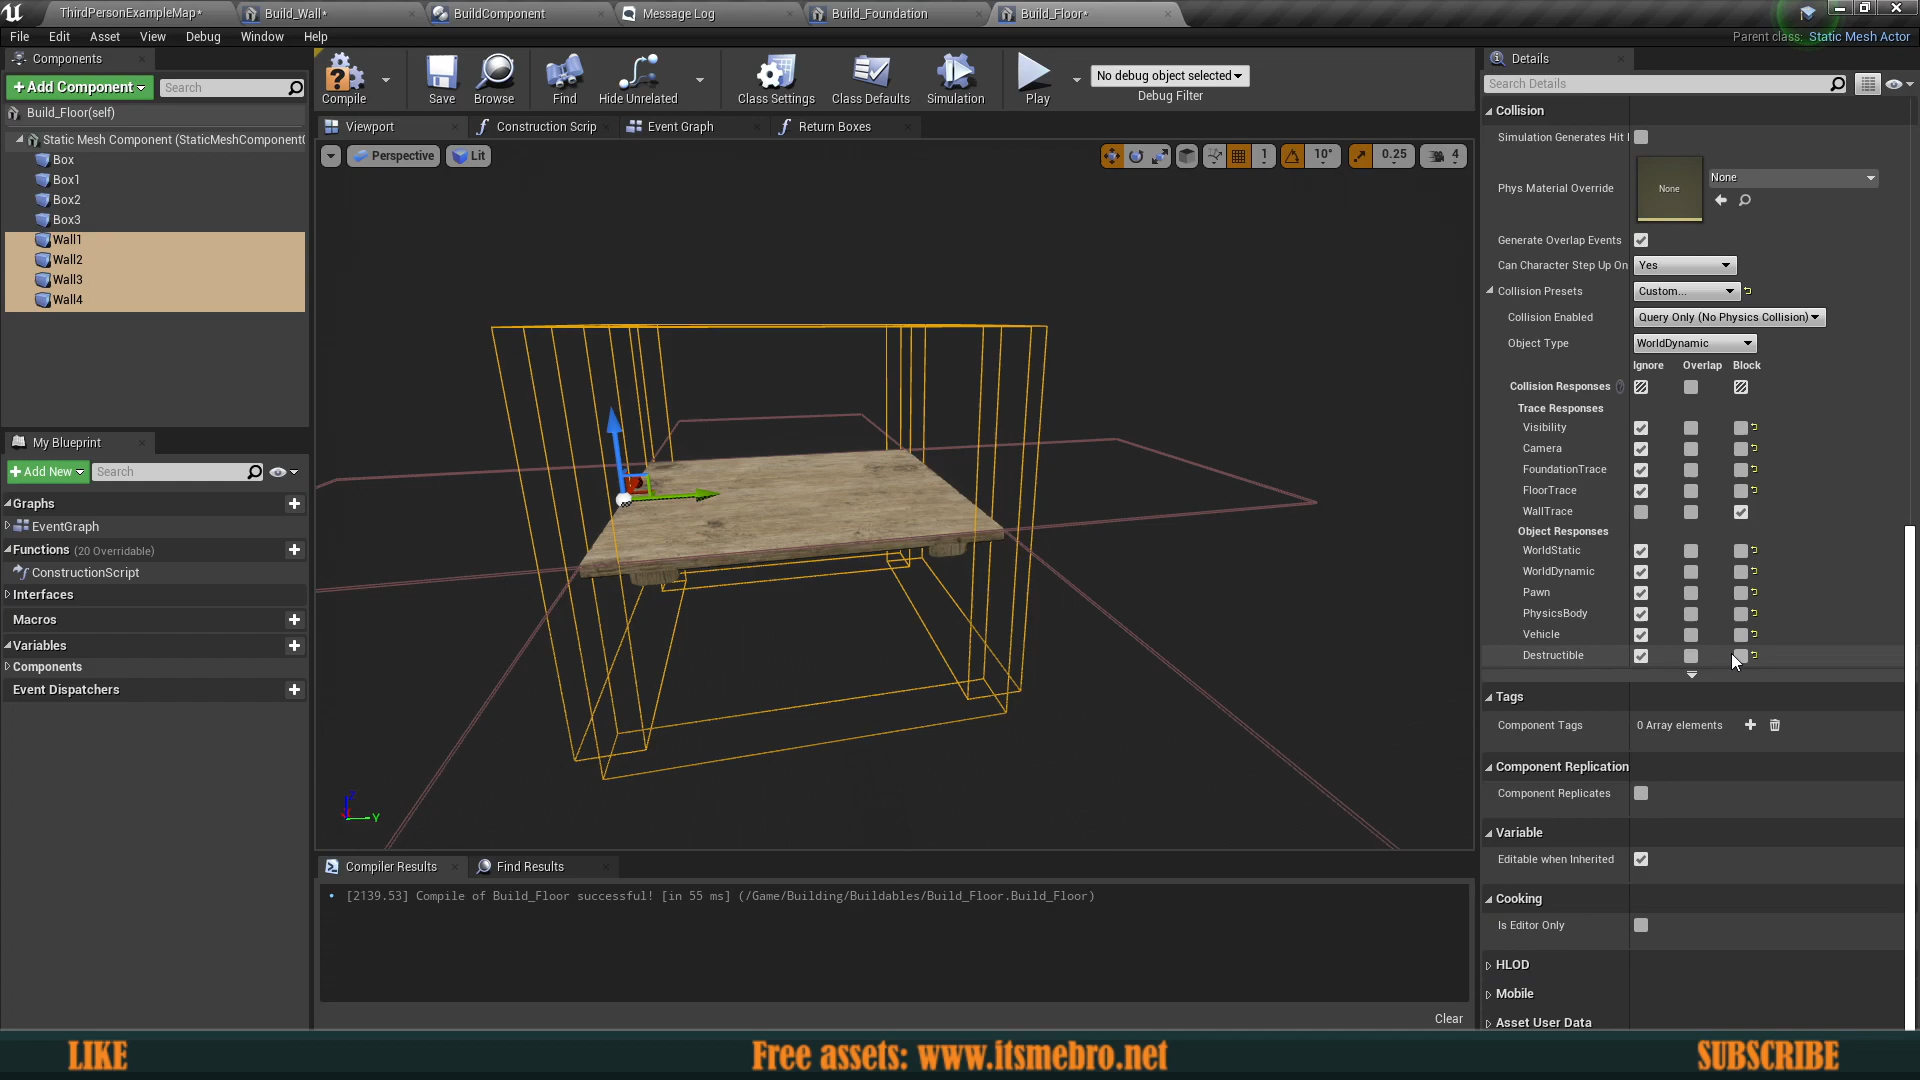 ThirdPersonExampleMap*
Build_Wall*
BuildComponent
Message Log
Build_Foundation
Build_Floor*
File Edit Asset View Debug Window Help
Parent class: Static Mesh Actor
Components
+Add Component
Search
Build_Floor(self)
Static Mesh Component (StaticMeshComponent
Box
Box1
Box2
Box3
Wall1
Wall2
Wall3
Wall4
My Blueprint
+Add New
Search
Graphs
EventGraph
Functions (20 Overridable)
ConstructionScript
Interfaces
Macros
Variables
Components
Event Dispatchers
Compile
Save
Browse
Find
Hide Unrelated
Class Settings
Class Defaults
Simulation
Play
No debug object selected
Debug Filter
Viewport
Construction Scrip
Event Graph
Return Boxes
Perspective
Lit
1
10°
0.25
4
Y
Compiler Results
Find Results
[2139.53] Compile of Build_Floor successful! [in 55 ms] (/Game/Building/Buildables/Build_Floor.Build_Floor)
Clear
Details
Search Details
Collision
Simulation Generates Hit
Phys Material Override
None
None
Generate Overlap Events
Can Character Step Up On
Yes
Collision Presets
Custom...
Collision Enabled
Query Only (No Physics Collision)
Object Type
WorldDynamic
Ignore Overlap Block
Collision Responses
Trace Responses
Visibility
Camera
FoundationTrace
FloorTrace
WallTrace
Object Responses
WorldStatic
WorldDynamic
Pawn
PhysicsBody
Vehicle
Destructible
Tags
Component Tags
0 Array elements
Component Replication
Component Replicates
Variable
Editable when Inherited
Cooking
Is Editor Only
HLOD
Mobile
Asset User Data
LIKE
Free assets: www.itsmebro.net
SUBSCRIBE